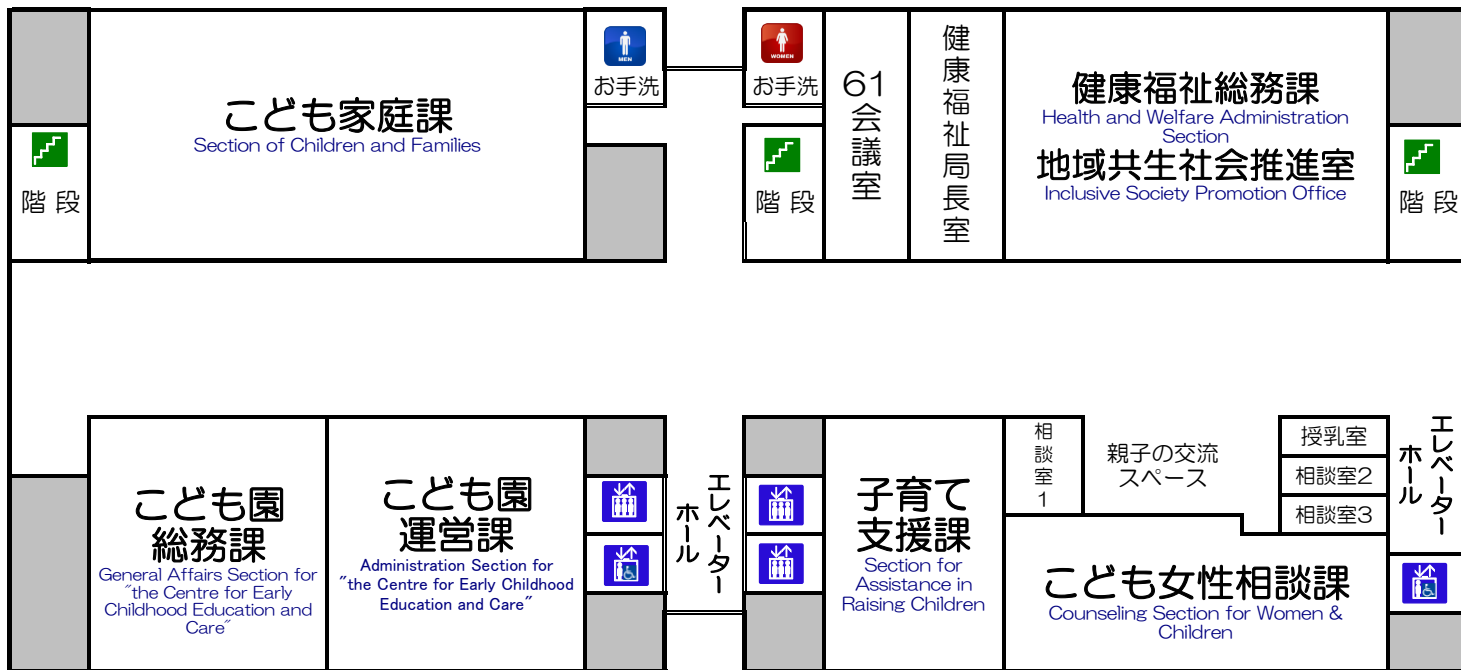 こども家庭課
Section of Children and Families
階 段
MEN
お手洗
WOMEN
お手洗
階 段
61会議室
健康福祉局長室
健康福祉総務課
Health and Welfare Administration
Section
地域共生社会推進室
Inclusive Society Promotion Office
階 段
こども園
総務課
General Affairs Section for
"the Centre for Early
Childhood Education and
Care"
こども園
運営課
Administration Section for
"the Centre for Early Childhood
Education and Care"
エレベーター
ホール
子育て
支援課
Section for
Assistance in
Raising Children
相談室1
親子の交流
スペース
授乳室
相談室2
相談室3
こども女性相談課
Counseling Section for Women &
Children
エレベーター
ホール